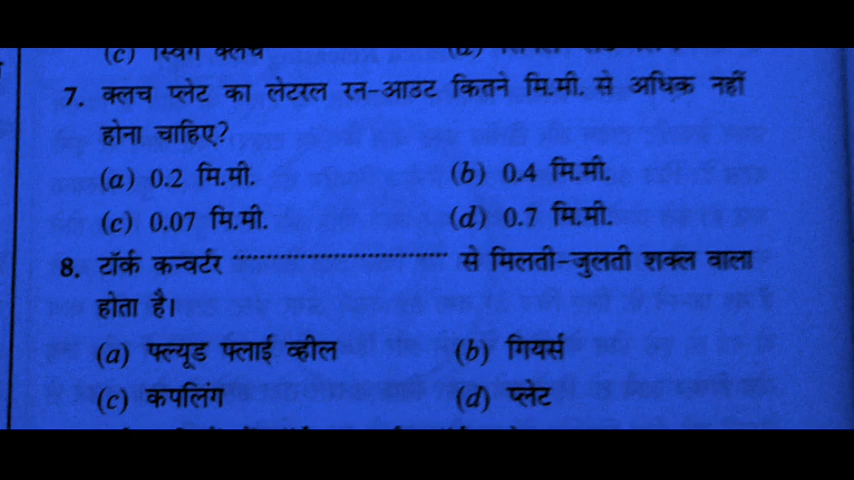 7. क्लच प्लेट का लेटरल रन-आउट कितने मि.मी. से अधिक नहीं
होना चाहिए?
(a) 0.2 मि.मी. (b) 0.4 मि.मी.
(c) 0.07 मि.मी. (d) 0.7 मि.मी.
8. टॉर्क कन्वर्टर ................................ से मिलती-जुलती शक्ल वाला
होता है।
(a) फ्ल्यूड फ्लाई व्हील (b) गियर्स
(c) कपलिंग (d) प्लेट